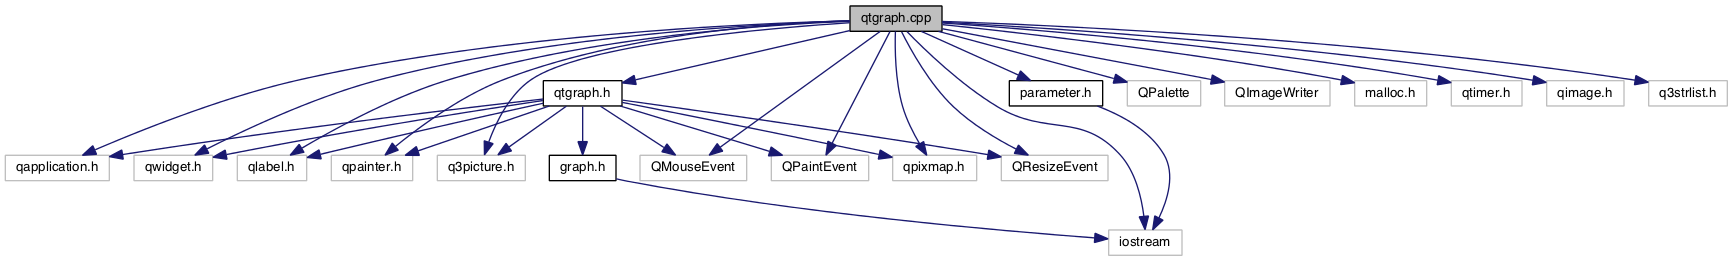 qtgraph.cpp
qtgraph.h
parameter.h
QPalette
QImageWriter
malloc.h
qtimer.h
qimage.h
q3strlist.h
qapplication.h
qwidget.h
qlabel.h
qpainter.h
q3picture.h
graph.h
QMouseEvent
QPaintEvent
qpixmap.h
QResizeEvent
iostream